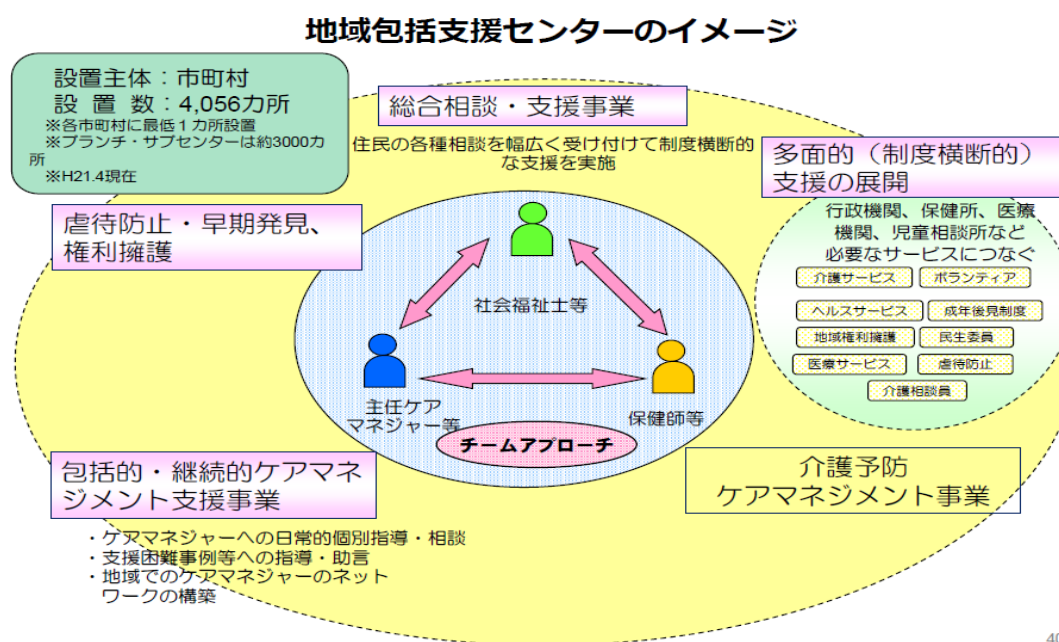 地域包括支援センターのイメージ
設置主体：市町村
設 置 数：4,056カ所
※各市町村に最低１カ所設置
※ブランチ・サブセンターは約3000カ
所
※H21.4現在
総合相談・支援事業
住民の各種相談を幅広く受け付けて制度横断的
な支援を実施
多面的（制度横断的）
支援の展開
行政機関、保健所、医療
機関、児童相談所など
必要なサービスにつなぐ
介護サービス
ボランティア
ヘルスサービス
成年後見制度
地域権利擁護
民生委員
医療サービス
虐待防止
介護相談員
虐待防止・早期発見、
権利擁護
社会福祉士等
主任ケア
マネジャー等
保健師等
チームアプローチ
包括的・継続的ケアマネ
ジメント支援事業
・ケアマネジャーへの日常的個別指導・相談
・支援困難事例等への指導・助言
・地域でのケアマネジャーのネット
ワークの構築
介護予防
ケアマネジメント事業
40